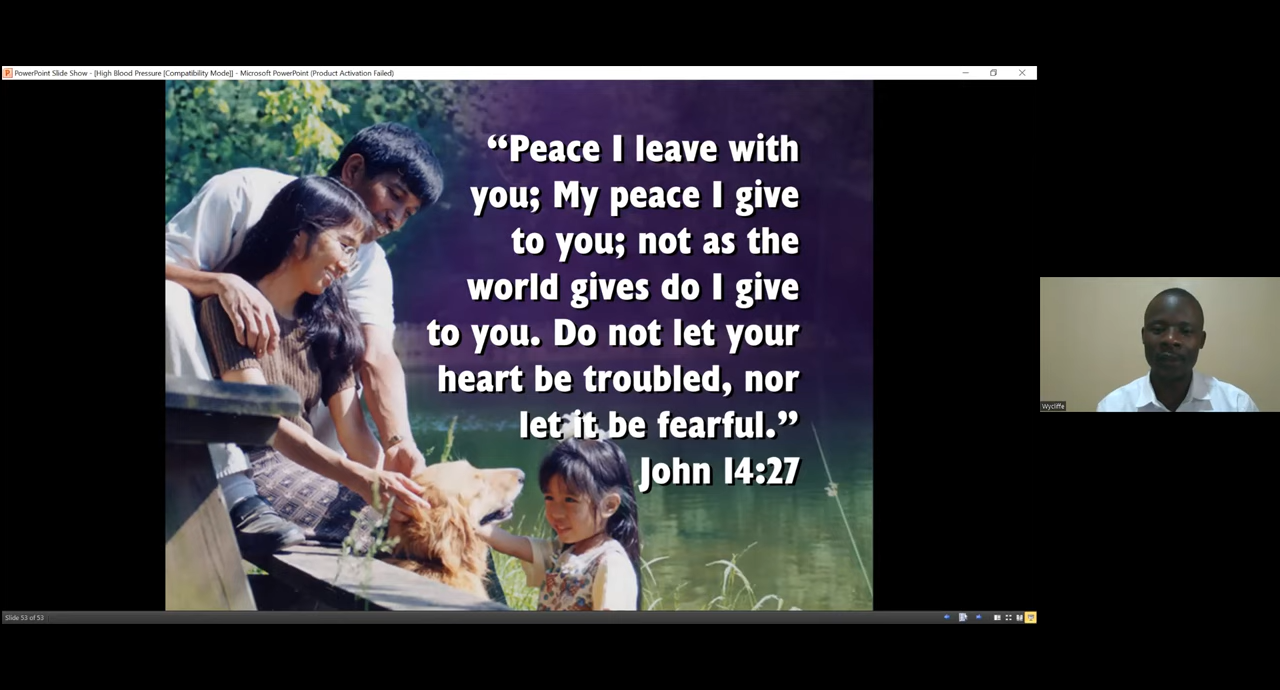 PowerPoint Slide Show - [High Blood Pressure [Compatibility Mode]] - Microsoft PowerPoint (Product Activation Failed)
“Peace I leave with
you; My peace I give
to you; not as the
world gives do I give
to you. Do not let your
heart be troubled, nor
let it be fearful.”
John 14:27
Wycliffe
Slide 53 of 53